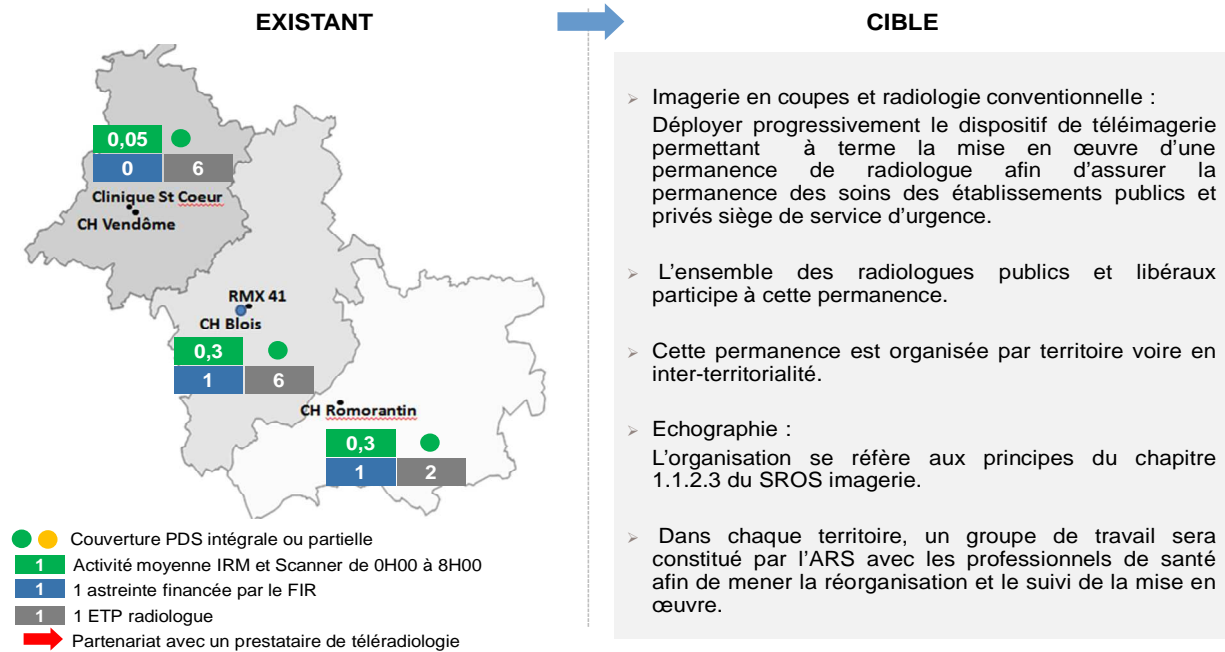 EXISTANT
CIBLE
0,05
0
6
Clinique St Coeur
CH Vendôme
RMX 41
CH Blois
0,3
1
6
CH Romorantin
0,3
1
2
Couverture PDS intégrale ou partielle
1 Activité moyenne IRM et Scanner de 0H00 à 8H00
1 1 astreinte financée par le FIR
1 1 ETP radiologue
Partenariat avec un prestataire de téléradiologie
Imagerie en coupes et radiologie conventionnelle :
Déployer progressivement le dispositif de téléimagerie
permettant à terme la mise en œuvre d’une
permanence de radiologue afin d’assurer la
permanence des soins des établissements publics et
privés siège de service d’urgence.
L’ensemble des radiologues publics et libéraux
participe à cette permanence.
Cette permanence est organisée par territoire voire en
inter-territorialité.
Echographie :
L’organisation se réfère aux principes du chapitre
1.1.2.3 du SROS imagerie.
Dans chaque territoire, un groupe de travail sera
constitué par l’ARS avec les professionnels de santé
afin de mener la réorganisation et le suivi de la mise en
œuvre.